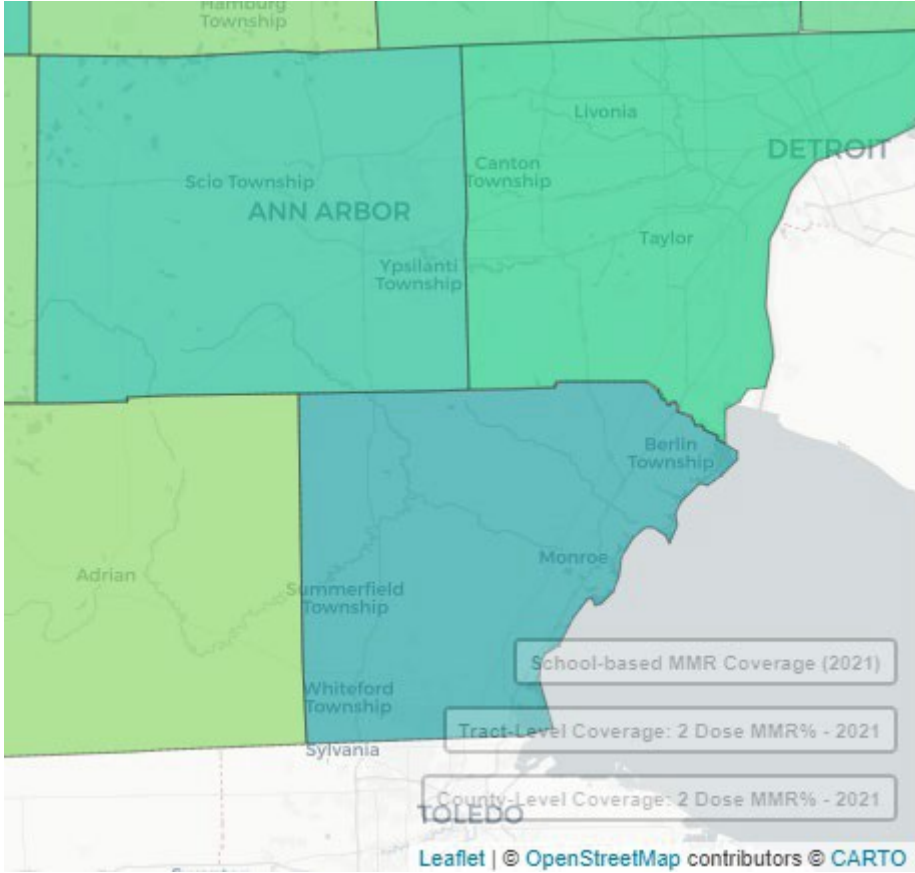 Hamburg
Township
Livonia
DETROIT
Canton
Township
Scio Township
ANN ARBOR
Taylor
Ypsilanti
Township
Berlin
Township
Monroe
Adrian
Summerfield
Township
School-based MMR Coverage (2021)
Whiteford
Township
Tract-Level Coverage: 2 Dose MMR% - 2021
Sylvania
County-Level Coverage: 2 Dose MMR% - 2021
TOLEDO
Leaflet | © OpenStreetMap contributors © CARTO